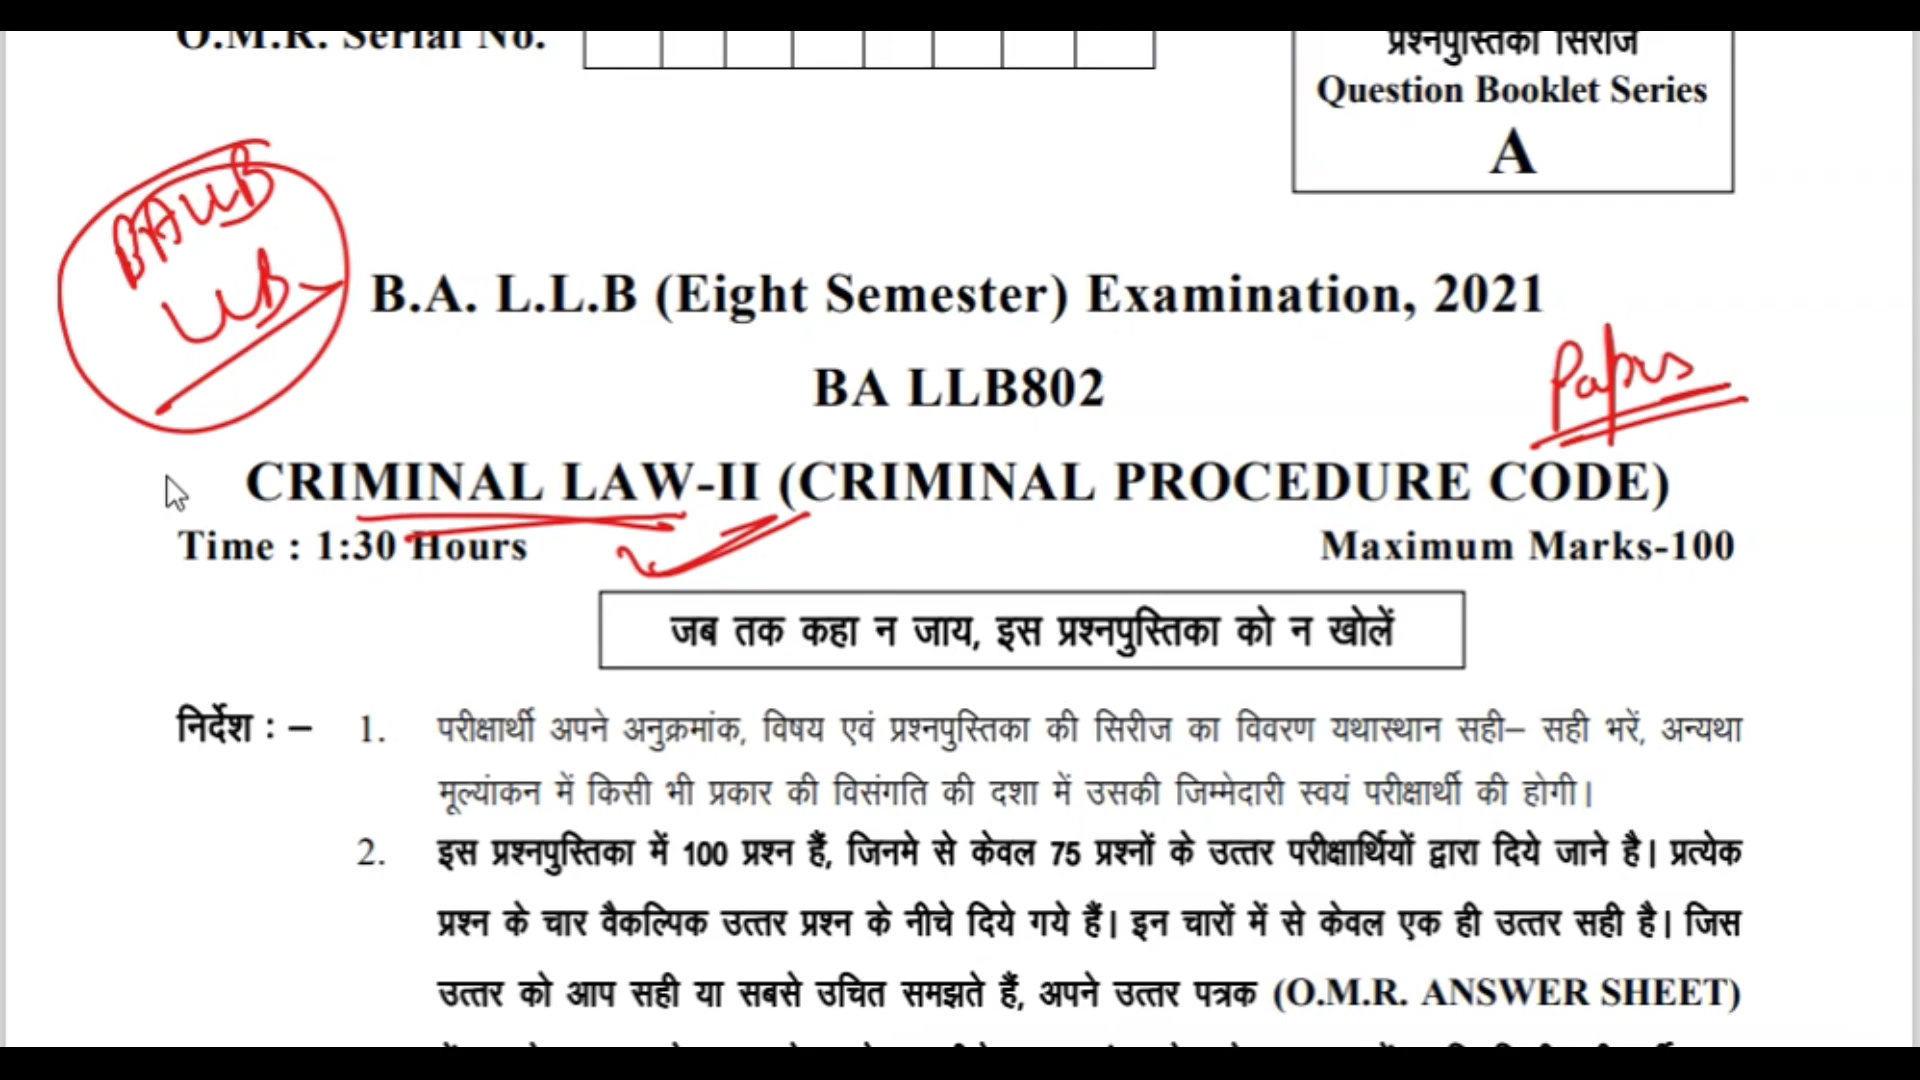 O.M.R. Serial No.
प्रश्नपुस्तिका सिरीज
Question Booklet Series
A
BALLB
LLB
B.A. L.L.B (Eight Semester) Examination, 2021
BA LLB802
Papers
CRIMINAL LAW-II (CRIMINAL PROCEDURE CODE)
Time : 1:30 Hours Maximum Marks-100
जब तक कहा न जाय, इस प्रश्नपुस्तिका को न खोलें
निर्देश : – 1. परीक्षार्थी अपने अनुक्रमांक, विषय एवं प्रश्नपुस्तिका की सिरीज का विवरण यथास्थान सही– सही भरें, अन्यथा
मूल्यांकन में किसी भी प्रकार की विसंगति की दशा में उसकी जिम्मेदारी स्वयं परीक्षार्थी की होगी।
2. इस प्रश्नपुस्तिका में 100 प्रश्न हैं, जिनमे से केवल 75 प्रश्नों के उत्तर परीक्षार्थियों द्वारा दिये जाने है। प्रत्येक
प्रश्न के चार वैकल्पिक उत्तर प्रश्न के नीचे दिये गये हैं। इन चारों में से केवल एक ही उत्तर सही है। जिस
उत्तर को आप सही या सबसे उचित समझते हैं, अपने उत्तर पत्रक (O.M.R. ANSWER SHEET)